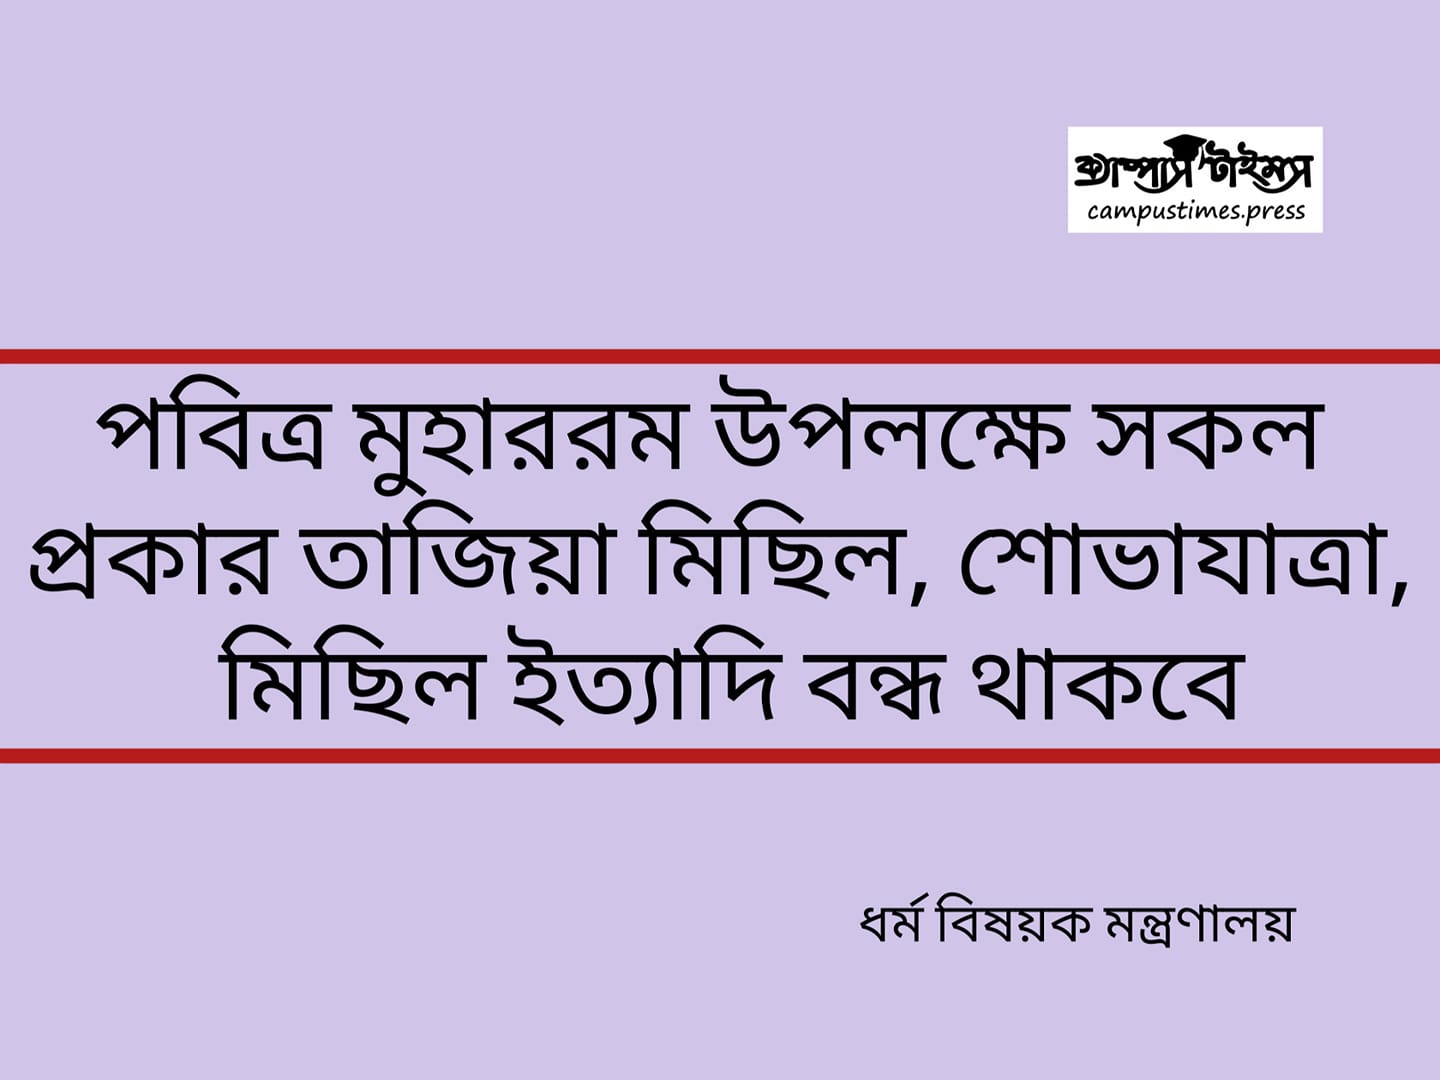 ক্যাম্পাস টাইমস
campustimes.press
পবিত্র মুহাররম উপলক্ষে সকল
প্রকার তাজিয়া মিছিল, শোভাযাত্রা,
মিছিল ইত্যাদি বন্ধ থাকবে
ধর্ম বিষয়ক মন্ত্রণালয়